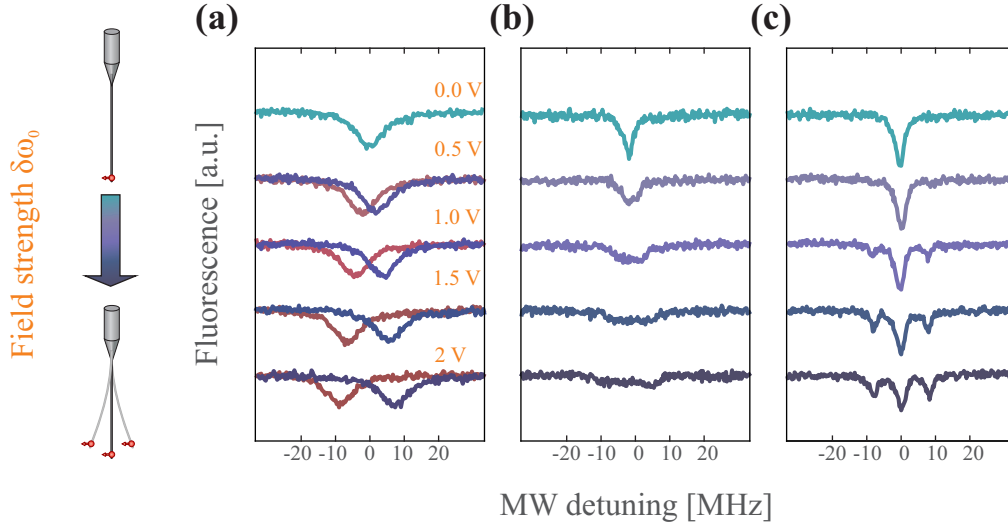 (a)
(b)
(c)
Field strength δω₀
Fluorescence [a.u.]
0.0 V
0.5 V
1.0 V
1.5 V
2 V
-20 -10 0 10 20
-20 -10 0 10 20
-20 -10 0 10 20
MW detuning [MHz]